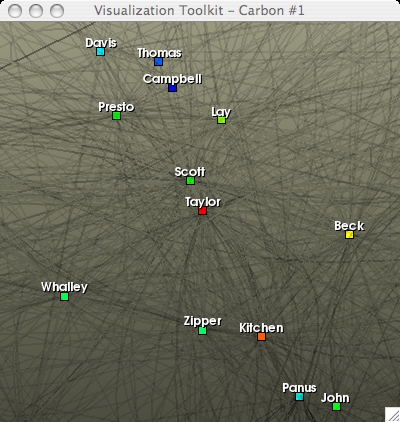 Visualization Toolkit - Carbon #1
Davis
Thomas
Campbell
Presto
Lay
Scott
Taylor
Beck
Whalley
Zipper
Kitchen
Panus
John